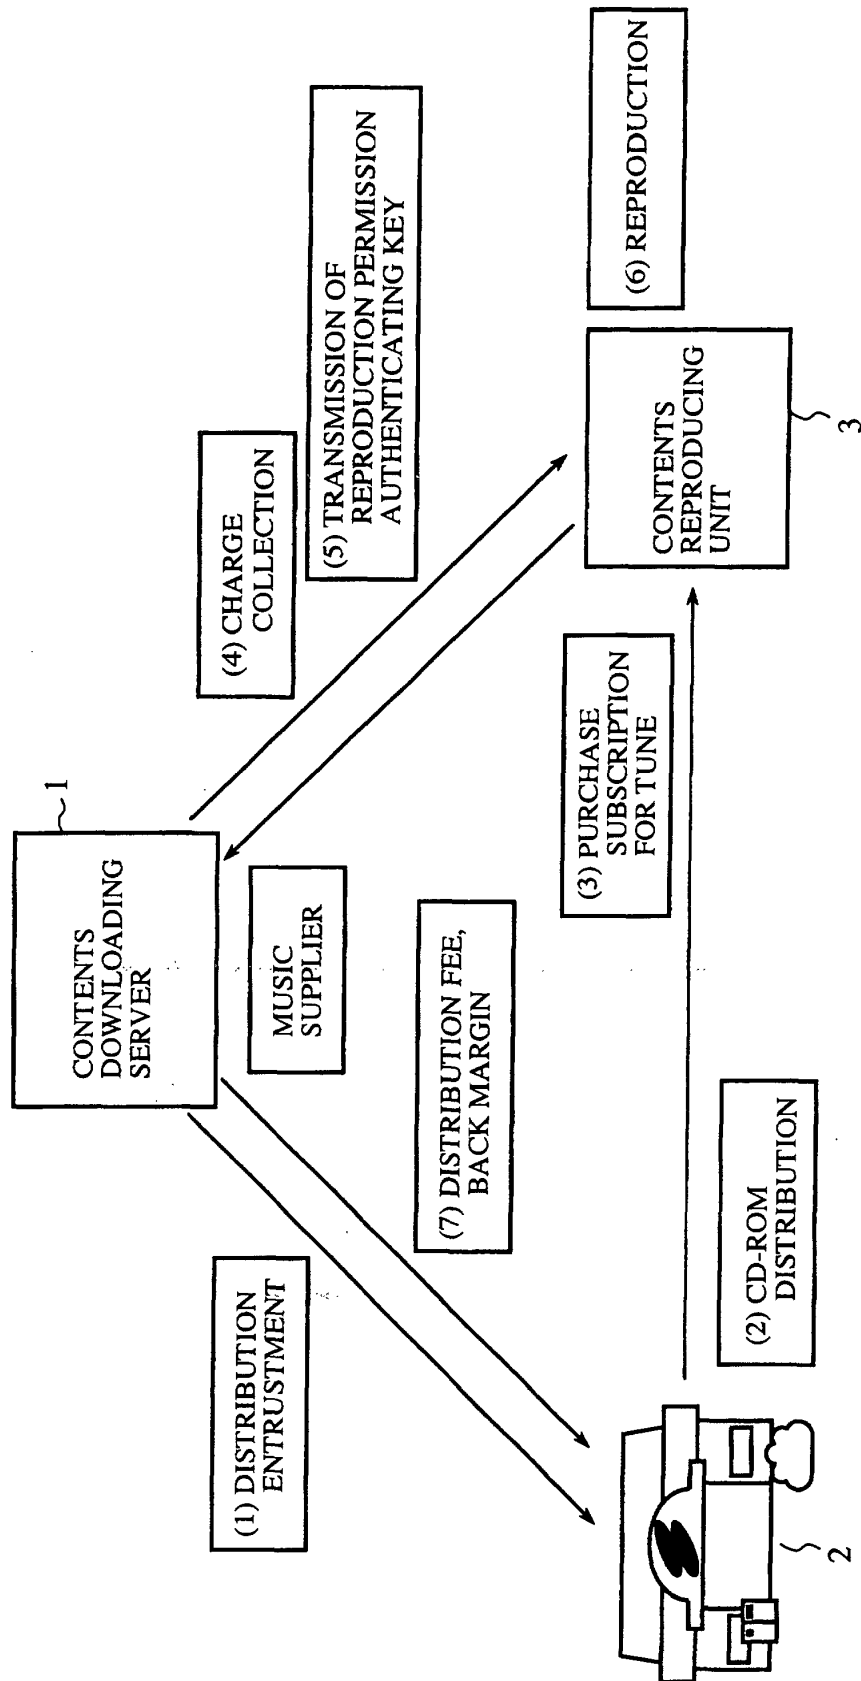 CONTENTS
DOWNLOADING
SERVER
1
MUSIC
SUPPLIER
(1) DISTRIBUTION
ENTRUSTMENT
(7) DISTRIBUTION FEE,
BACK MARGIN
(4) CHARGE
COLLECTION
(5) TRANSMISSION OF
REPRODUCTION PERMISSION
AUTHENTICATING KEY
(3) PURCHASE
SUBSCRIPTION
FOR TUNE
(2) CD-ROM
DISTRIBUTION
CONTENTS
REPRODUCING
UNIT
(6) REPRODUCTION
2
3